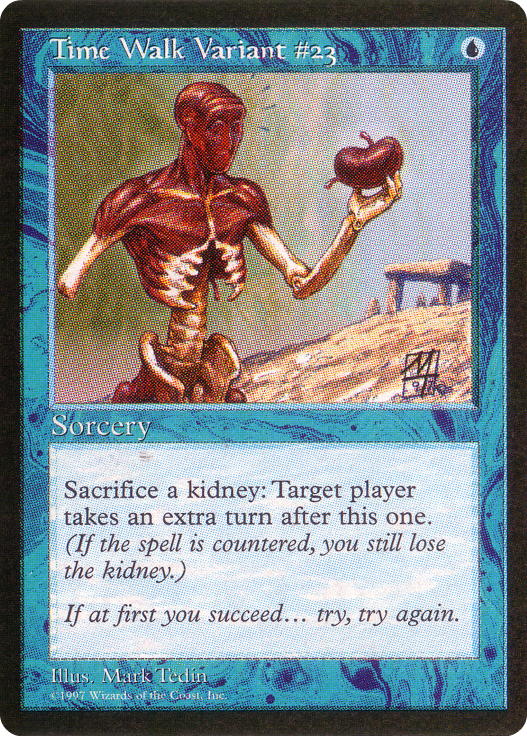 Time Walk Variant #23
Sorcery
Sacrifice a kidney: Target player
takes an extra turn after this one.
(If the spell is countered, you still lose
the kidney.)
If at first you succeed… try, try again.
Illus. Mark Tedin
©1997 Wizards of the Coast, Inc.